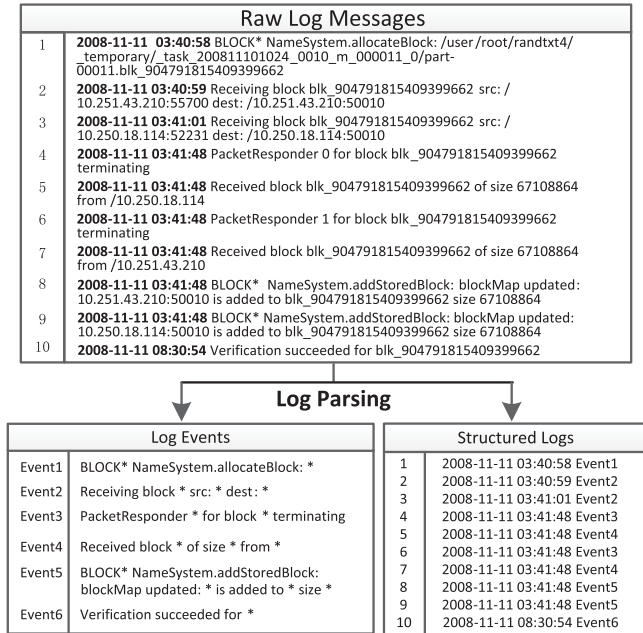 Raw Log Messages
1 2008-11-11 03:40:58 BLOCK* NameSystem.allocateBlock: /user/root/randtxt4/
_temporary/_task_200811101024_0010_m_000011_0/part-
00011.blk_904791815409399662
2 2008-11-11 03:40:59 Receiving block blk_904791815409399662 src: /
10.251.43.210:55700 dest: /10.251.43.210:50010
3 2008-11-11 03:41:01 Receiving block blk_904791815409399662 src: /
10.250.18.114:52231 dest: /10.250.18.114:50010
4 2008-11-11 03:41:48 PacketResponder 0 for block blk_904791815409399662
terminating
5 2008-11-11 03:41:48 Received block blk_904791815409399662 of size 67108864
from /10.250.18.114
6 2008-11-11 03:41:48 PacketResponder 1 for block blk_904791815409399662
terminating
7 2008-11-11 03:41:48 Received block blk_904791815409399662 of size 67108864
from /10.251.43.210
8 2008-11-11 03:41:48 BLOCK* NameSystem.addStoredBlock: blockMap updated:
10.251.43.210:50010 is added to blk_904791815409399662 size 67108864
9 2008-11-11 03:41:48 BLOCK* NameSystem.addStoredBlock: blockMap updated:
10.250.18.114:50010 is added to blk_904791815409399662 size 67108864
10 2008-11-11 08:30:54 Verification succeeded for blk_904791815409399662
Log Parsing
Log Events
Event1 BLOCK* NameSystem.allocateBlock: *
Event2 Receiving block * src: * dest: *
Event3 PacketResponder * for block * terminating
Event4 Received block * of size * from *
Event5 BLOCK* NameSystem.addStoredBlock:
blockMap updated: * is added to * size *
Event6 Verification succeeded for *
Structured Logs
1 2008-11-11 03:40:58 Event1
2 2008-11-11 03:40:59 Event2
3 2008-11-11 03:41:01 Event2
4 2008-11-11 03:41:48 Event3
5 2008-11-11 03:41:48 Event4
6 2008-11-11 03:41:48 Event3
7 2008-11-11 03:41:48 Event4
8 2008-11-11 03:41:48 Event5
9 2008-11-11 03:41:48 Event5
10 2008-11-11 08:30:54 Event6